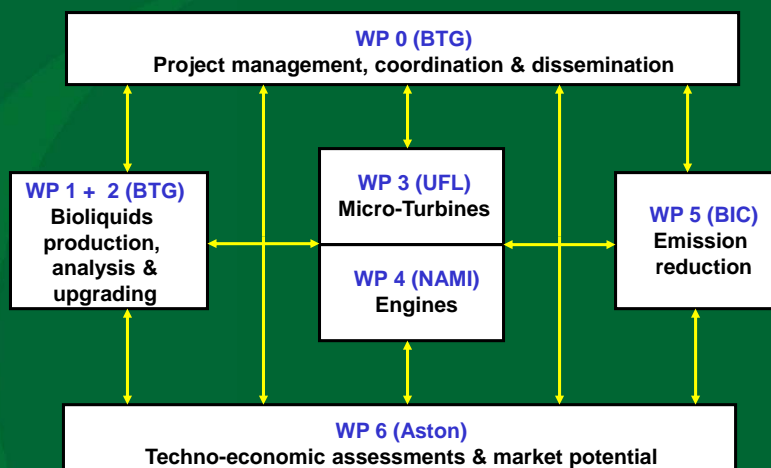 WP 0 (BTG)
Project management, coordination & dissemination
WP 1 + 2 (BTG)
Bioliquids
production,
analysis &
upgrading
WP 3 (UFL)
Micro-Turbines
WP 4 (NAMI)
Engines
WP 5 (BIC)
Emission
reduction
WP 6 (Aston)
Techno-economic assessments & market potential